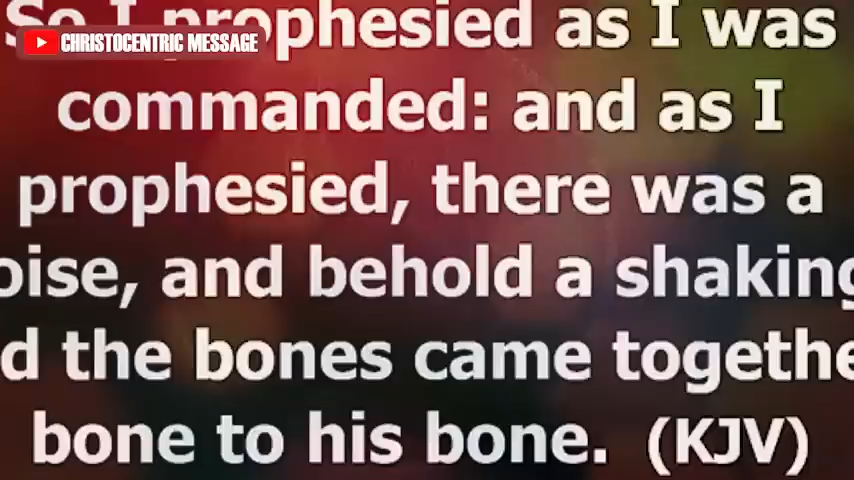 So I prophesied as I was
CHRISTOCENTRIC MESSAGE
commanded: and as I
prophesied, there was a
oise, and behold a shaking
d the bones came togethe
bone to his bone. (KJV)